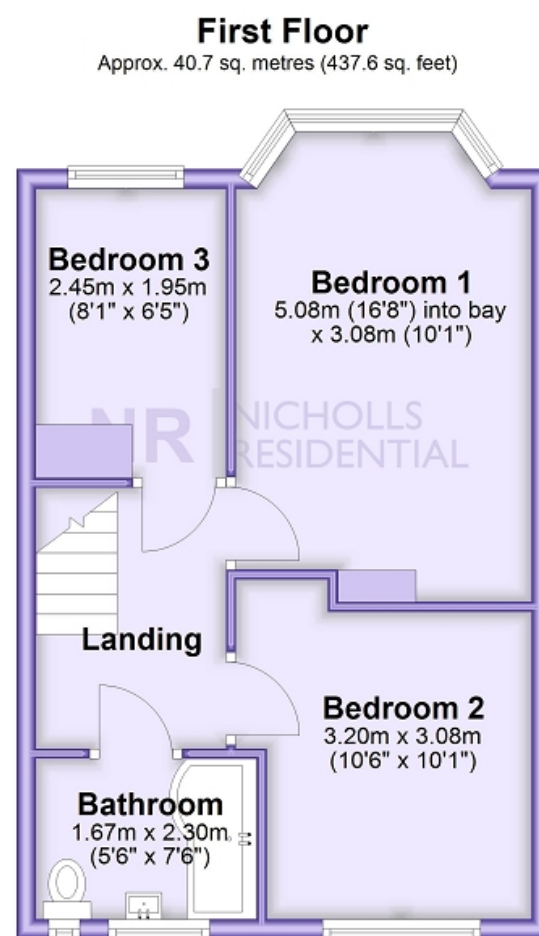 First Floor
Approx. 40.7 sq. metres (437.6 sq. feet)
Bedroom 3
2.45m x 1.95m
(8'1" x 6'5")
Bedroom 1
5.08m (16'8") into bay
x 3.08m (10'1")
NR NICHOLLS
RESIDENTIAL
Landing
Bedroom 2
3.20m x 3.08m
(10'6" x 10'1")
Bathroom
1.67m x 2.30m
(5'6" x 7'6")